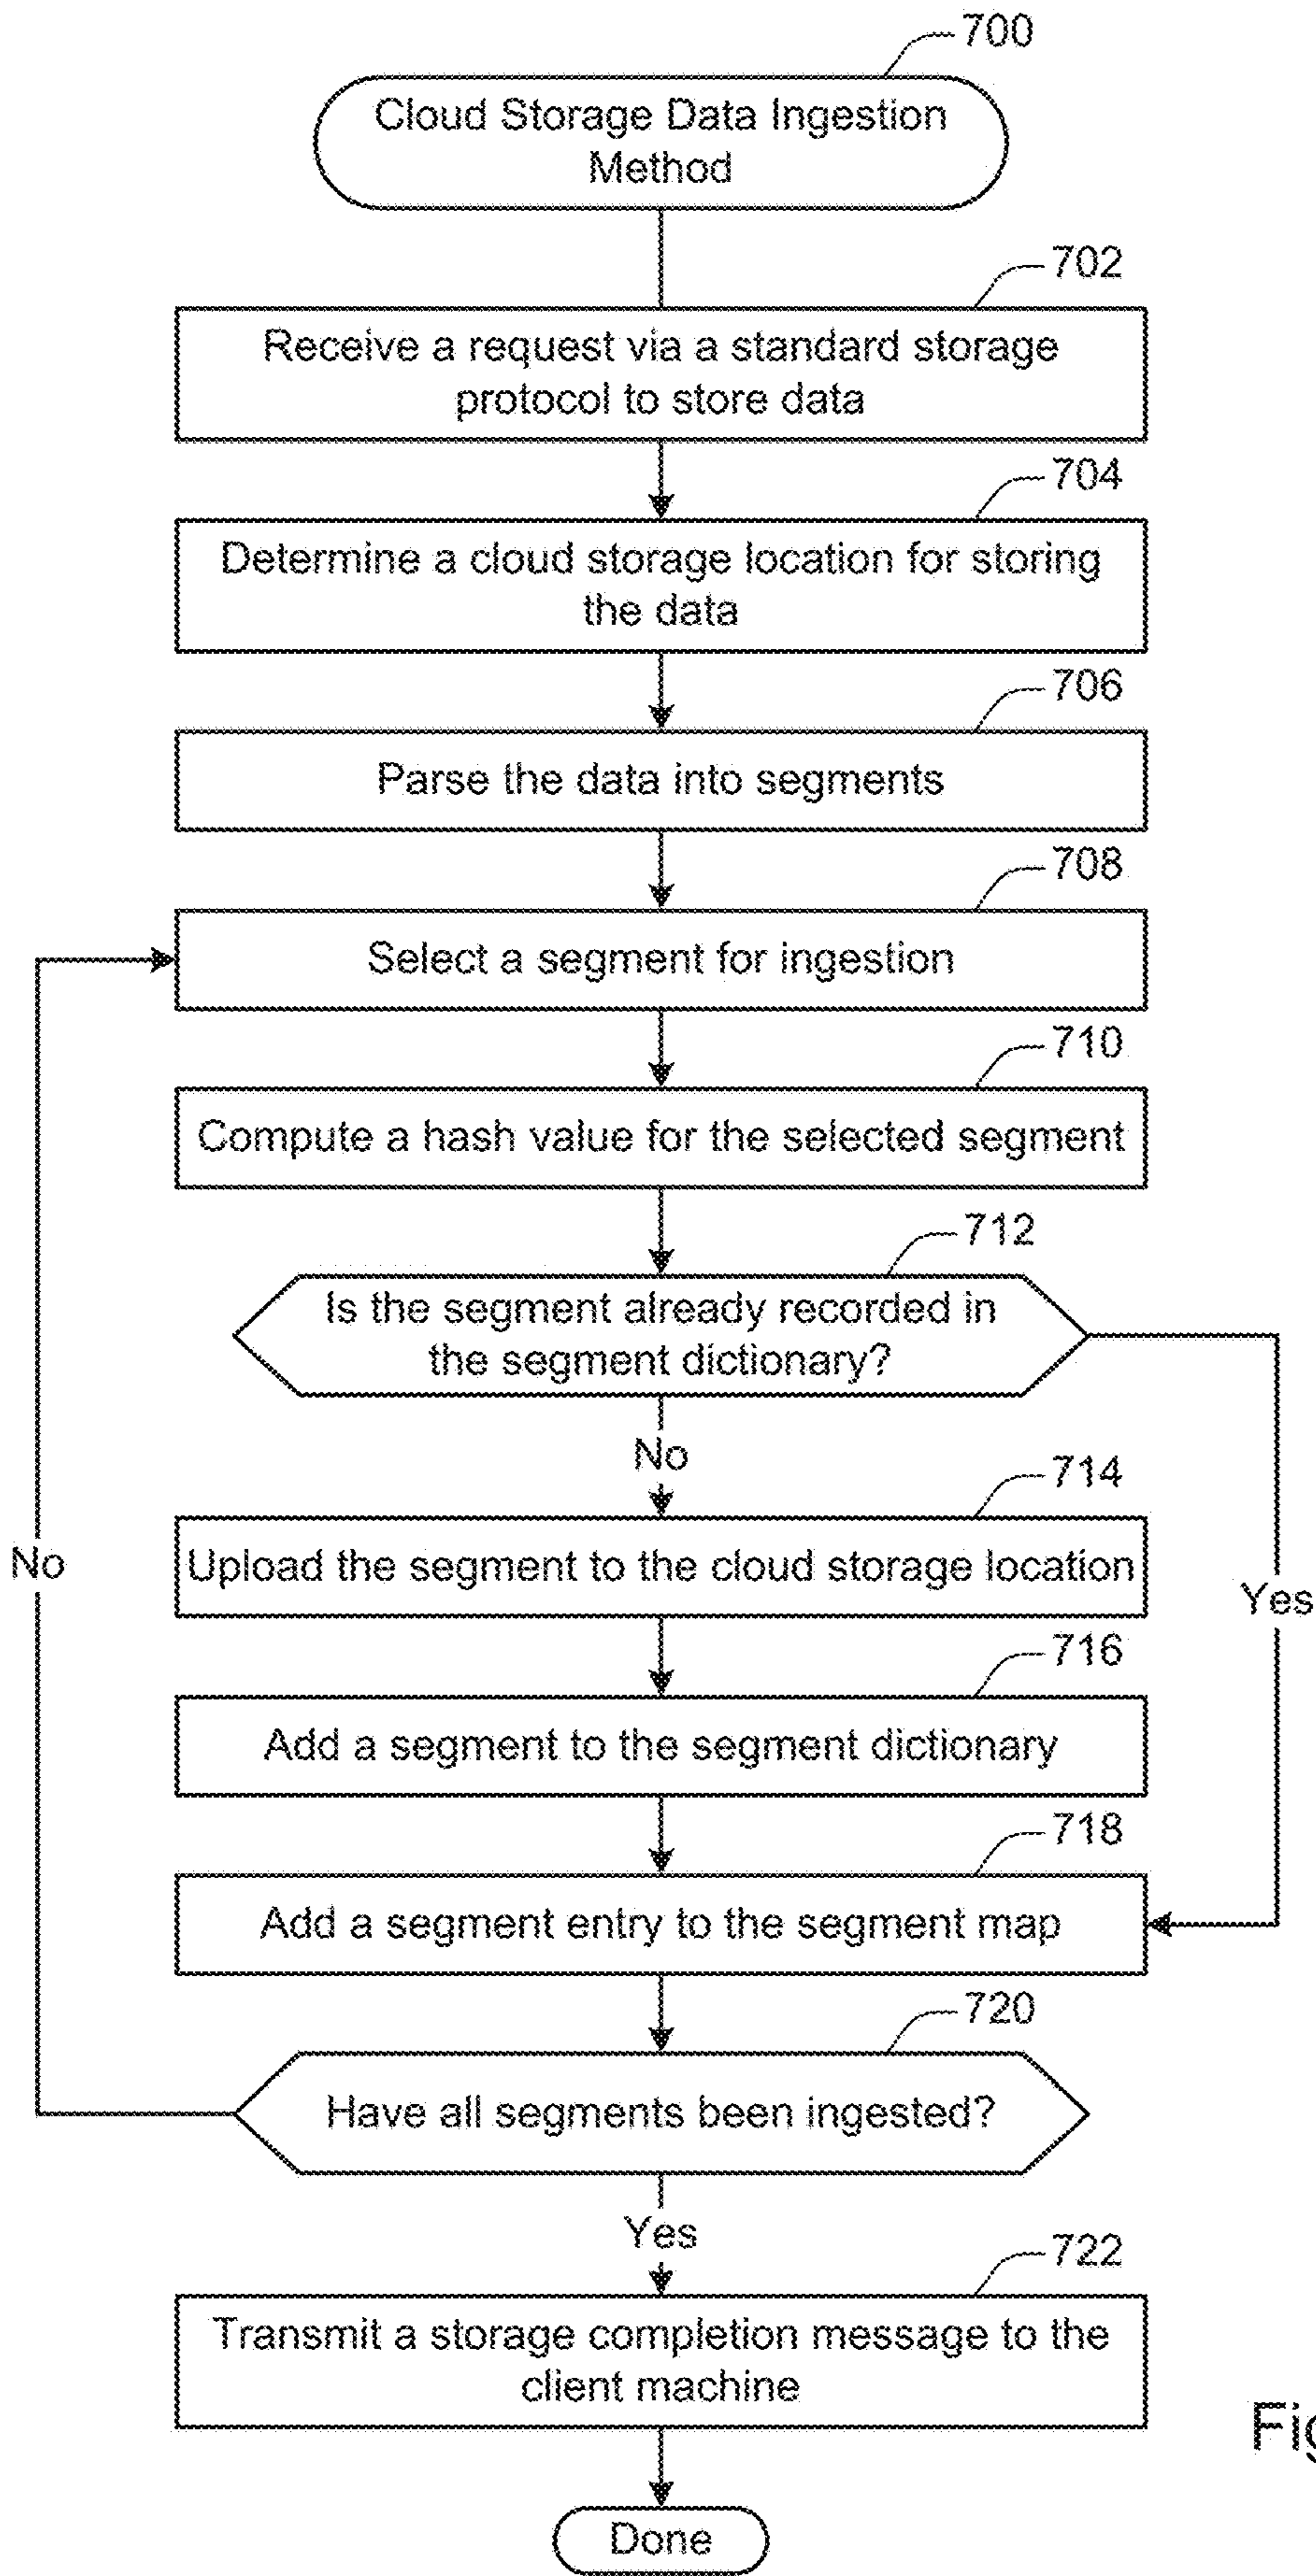 700
Cloud Storage Data Ingestion
Method
702
Receive a request via a standard storage
protocol to store data
704
Determine a cloud storage location for storing
the data
706
Parse the data into segments
708
Select a segment for ingestion
710
Compute a hash value for the selected segment
712
Is the segment already recorded in
the segment dictionary?
No
714
Upload the segment to the cloud storage location
No
Yes
716
Add a segment to the segment dictionary
718
Add a segment entry to the segment map
720
Have all segments been ingested?
Yes
722
Transmit a storage completion message to the
client machine
Done